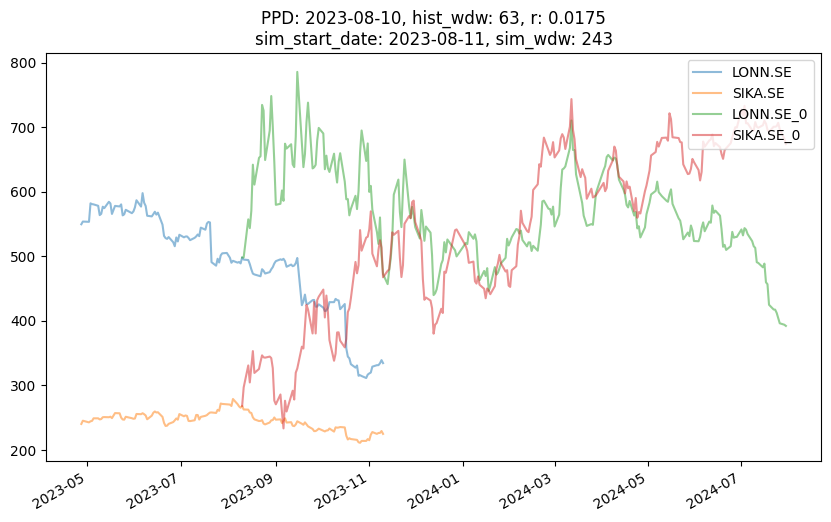 PPD: 2023-08-10, hist_wdw: 63, r: 0.0175
sim_start_date: 2023-08-11, sim_wdw: 243
800
700
600
500
400
300
200
LONN.SE
SIKA.SE
LONN.SE_0
SIKA.SE_0
2023-05
2023-07
2023-09
2023-11
2024-01
2024-03
2024-05
2024-07